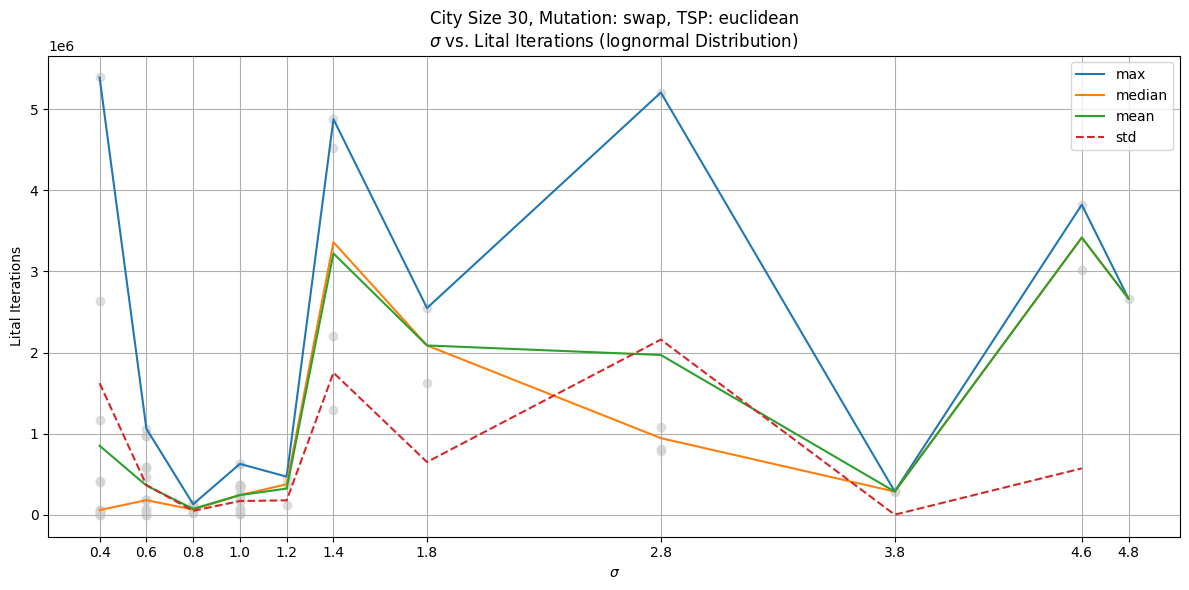 City Size 30, Mutation: swap, TSP: euclidean
σ vs. Lital Iterations (lognormal Distribution)
1e6
max
median
mean
std
5
4
3
2
1
0
Lital Iterations
0.4 0.6 0.8 1.0 1.2 1.4 1.8 2.8 3.8 4.6 4.8
σ